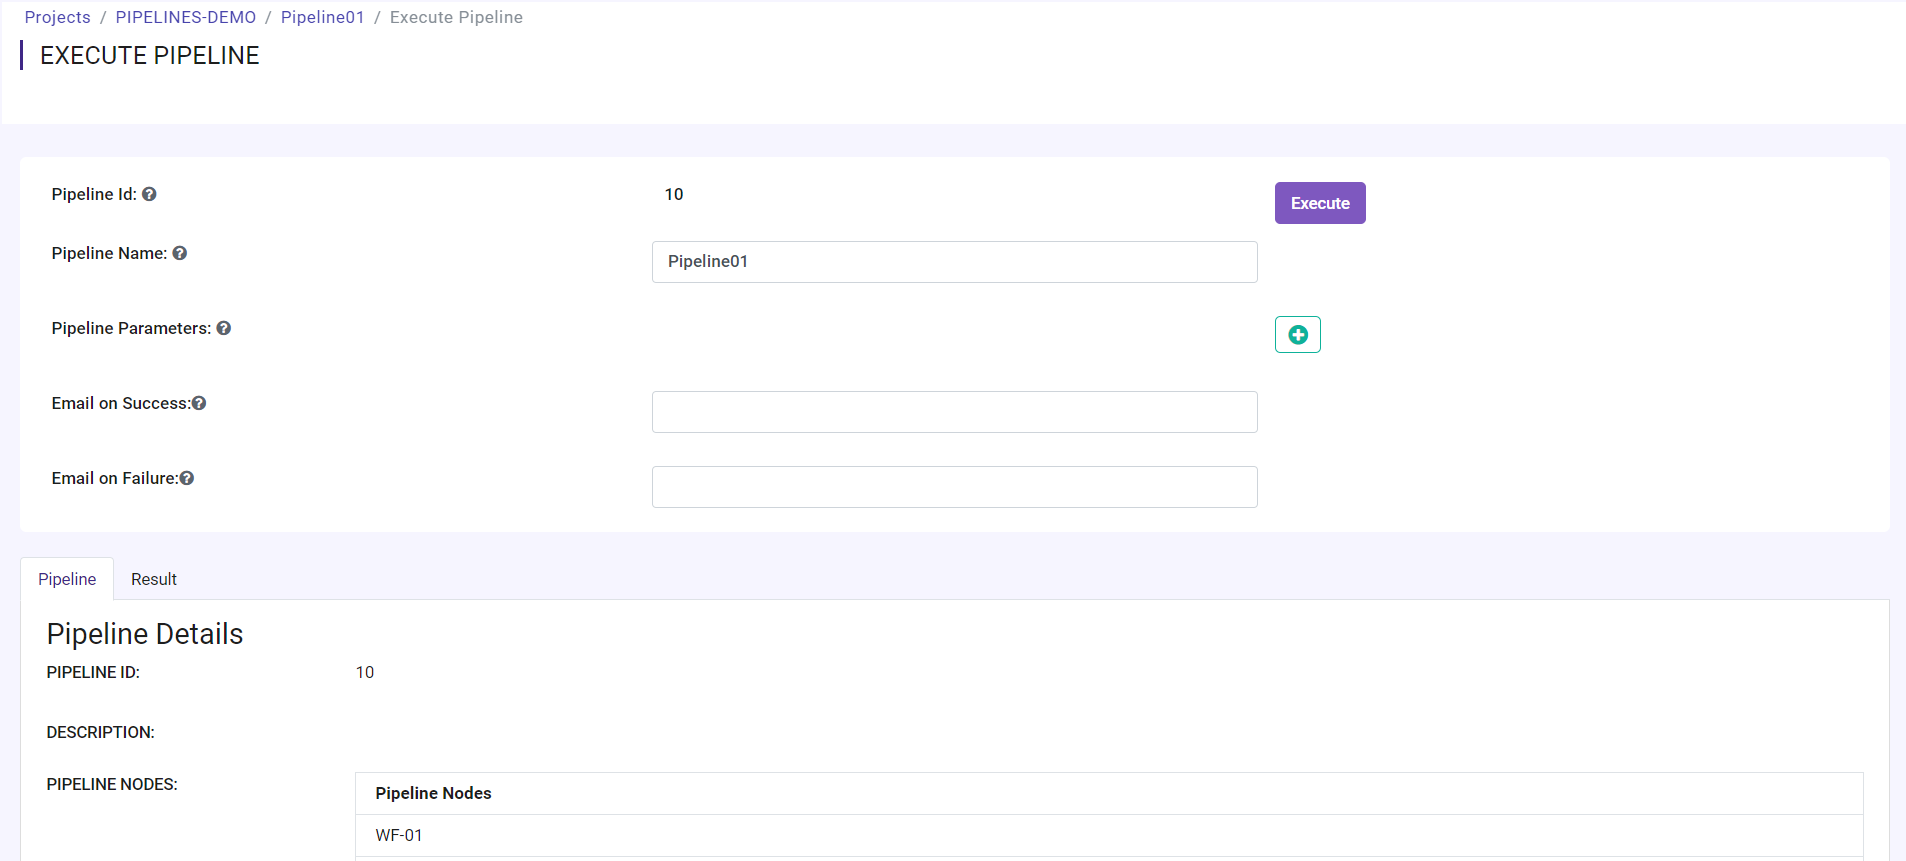 Projects / PIPELINES-DEMO / Pipeline01 / Execute Pipeline
EXECUTE PIPELINE
Pipeline Id: 10 Execute
Pipeline Name: Pipeline01
Pipeline Parameters:
Email on Success:
Email on Failure:
Pipeline Result
Pipeline Details
PIPELINE ID: 10
DESCRIPTION:
PIPELINE NODES: Pipeline Nodes
WF-01